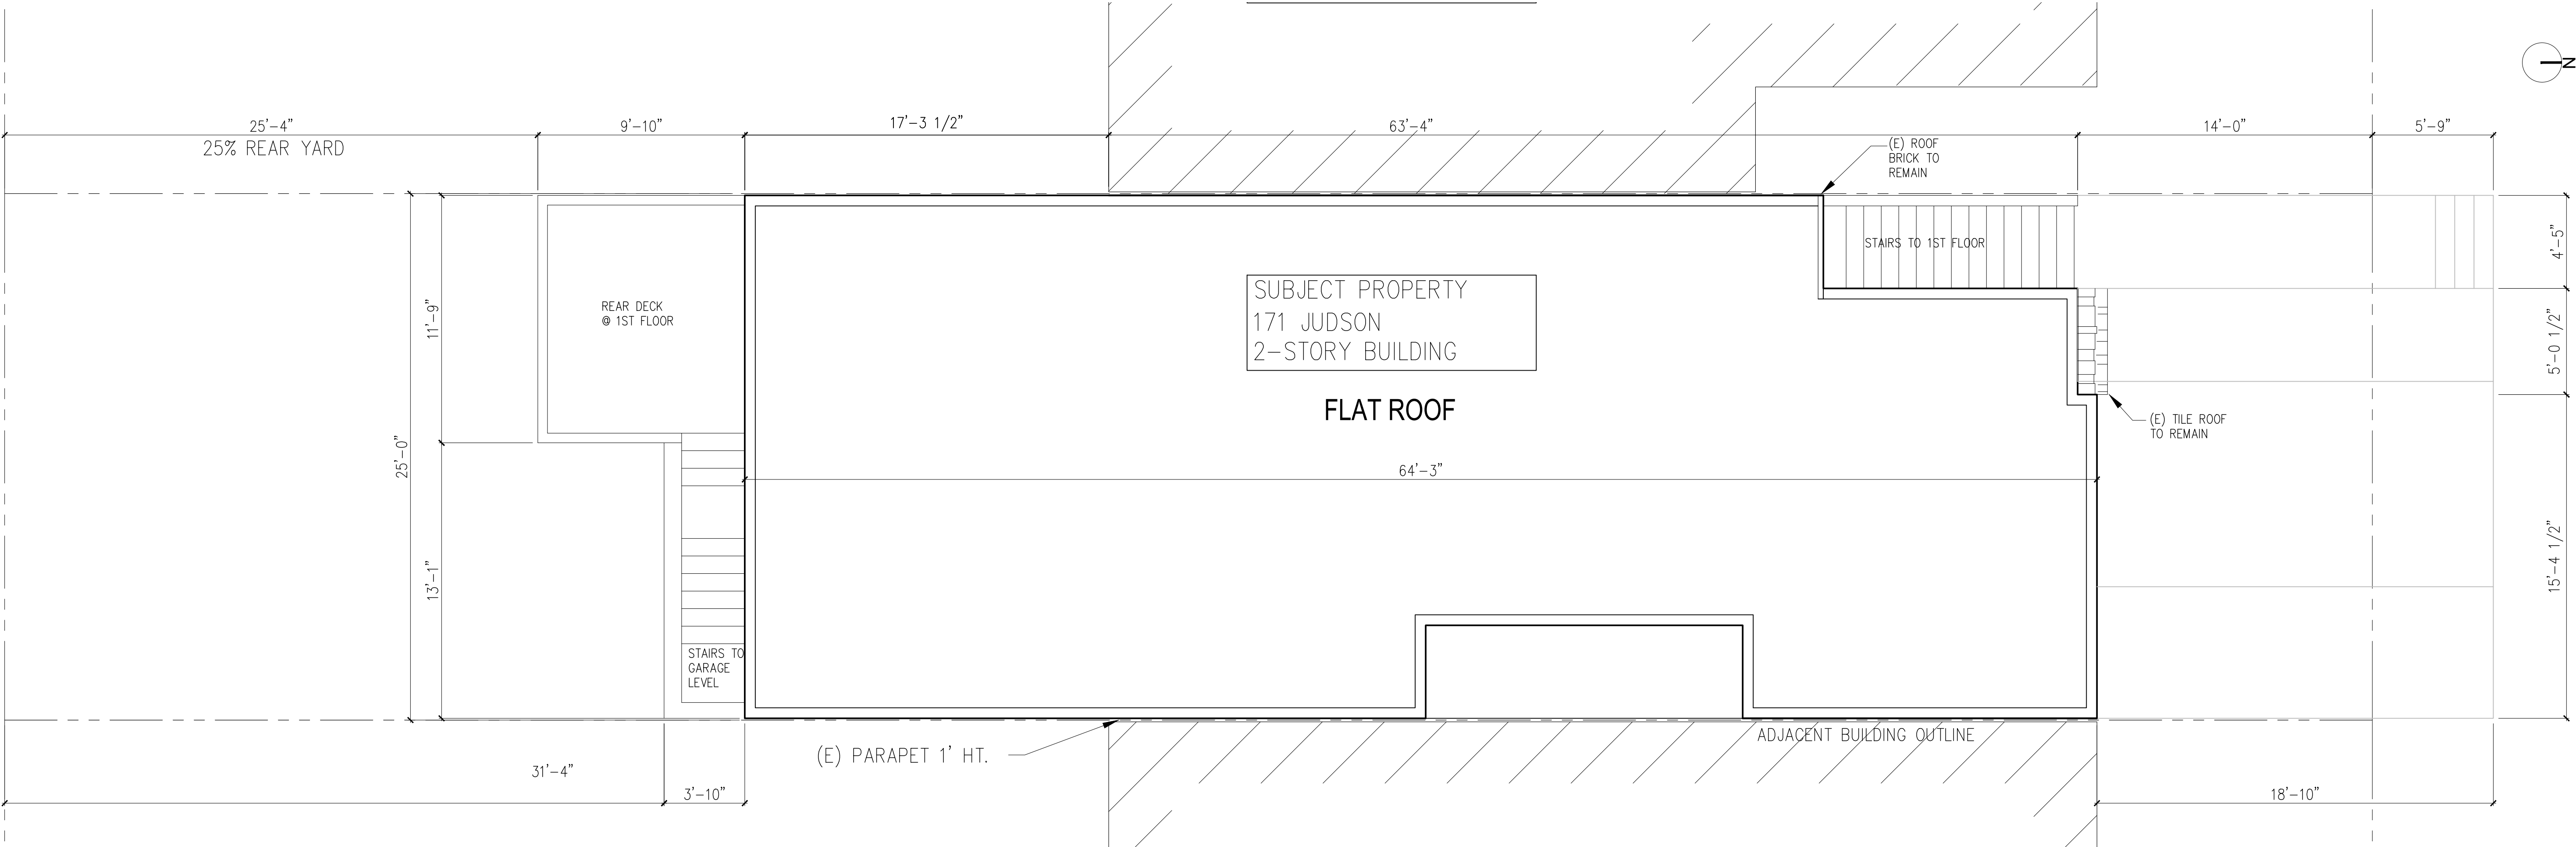 N
25'-4"
9'-10"
17'-3 1/2"
63'-4"
14'-0"
5'-9"
25% REAR YARD
(E) ROOF
BRICK TO
REMAIN
STAIRS TO 1ST FLOOR
4'-5"
REAR DECK
@ 1ST FLOOR
11'-9"
SUBJECT PROPERTY
171 JUDSON
2-STORY BUILDING
5'-0 1/2"
FLAT ROOF
(E) TILE ROOF
TO REMAIN
25'-0"
64'-3"
13'-1"
15'-4 1/2"
STAIRS TO
GARAGE
LEVEL
(E) PARAPET 1' HT.
ADJACENT BUILDING OUTLINE
31'-4"
3'-10"
18'-10"